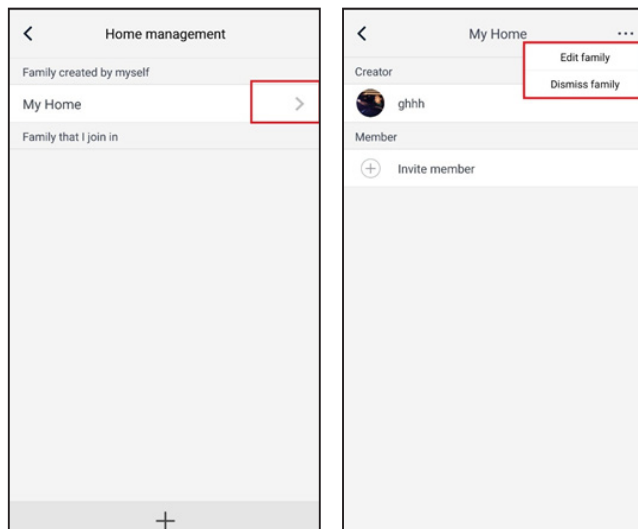 Home management
Family created by myself
My Home
Family that I join in
My Home
Edit family
Dismiss family
Creator
ghhh
Member
Invite member